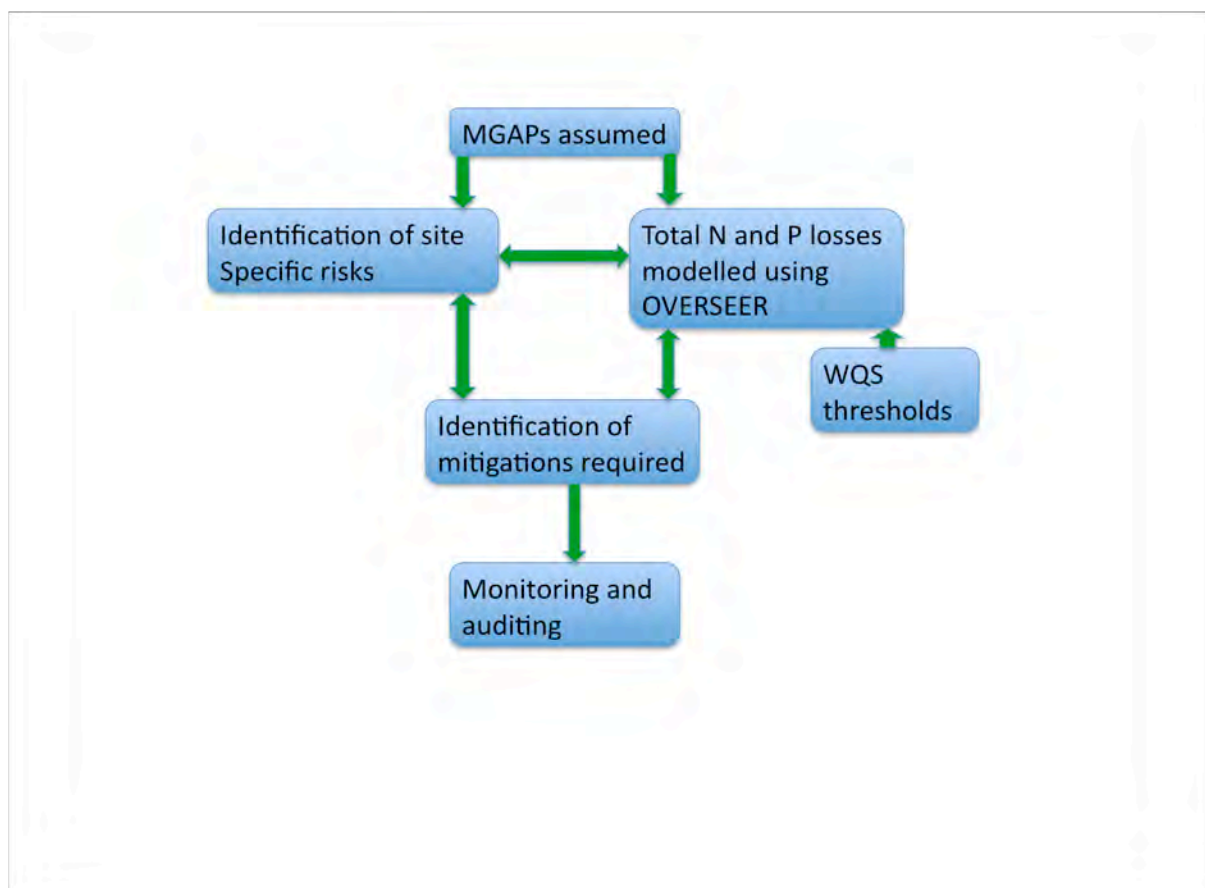 MGAPs assumed
Identification of site
Specific risks
Total N and P losses
modelled using
OVERSEER
WQS
thresholds
Identification of
mitigations required
Monitoring and
auditing